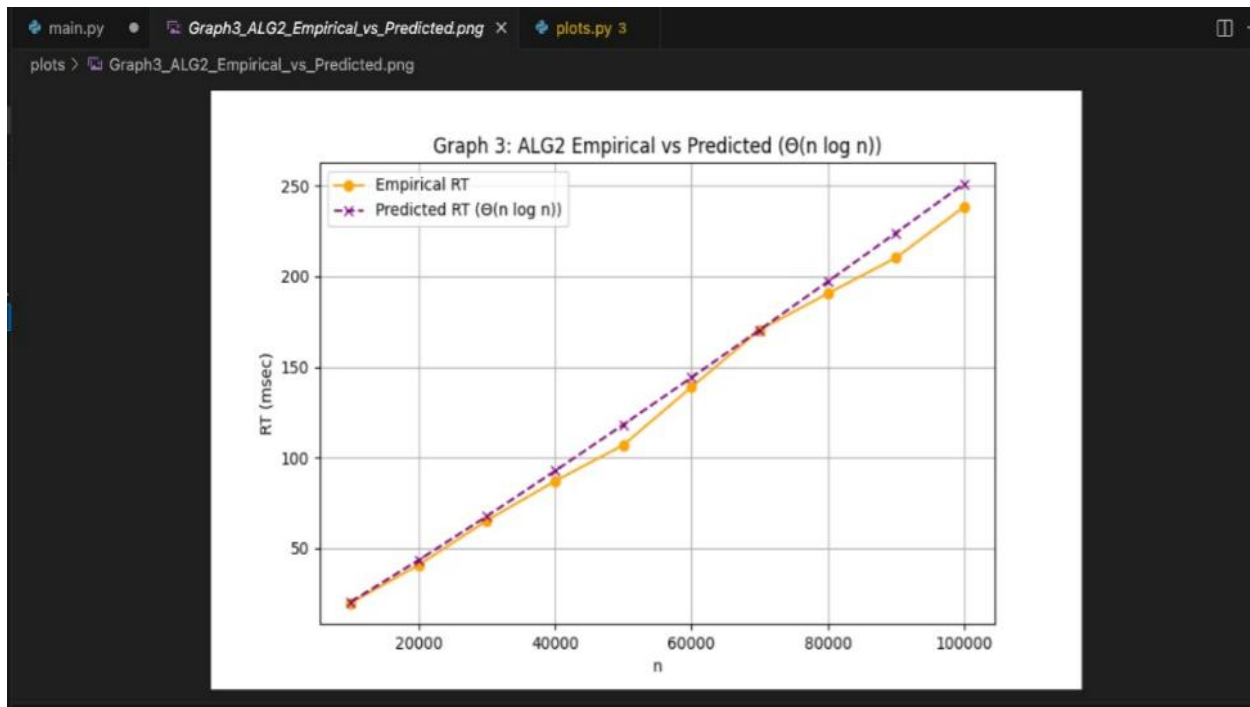 main.py Graph3_ALG2_Empirical_vs_Predicted.png plots.py 3
plots > Graph3_ALG2_Empirical_vs_Predicted.png
Graph 3: ALG2 Empirical vs Predicted (Θ(n log n))
Empirical RT
Predicted RT (Θ(n log n))
250
200
150
100
50
RT (msec)
20000 40000 60000 80000 100000
n